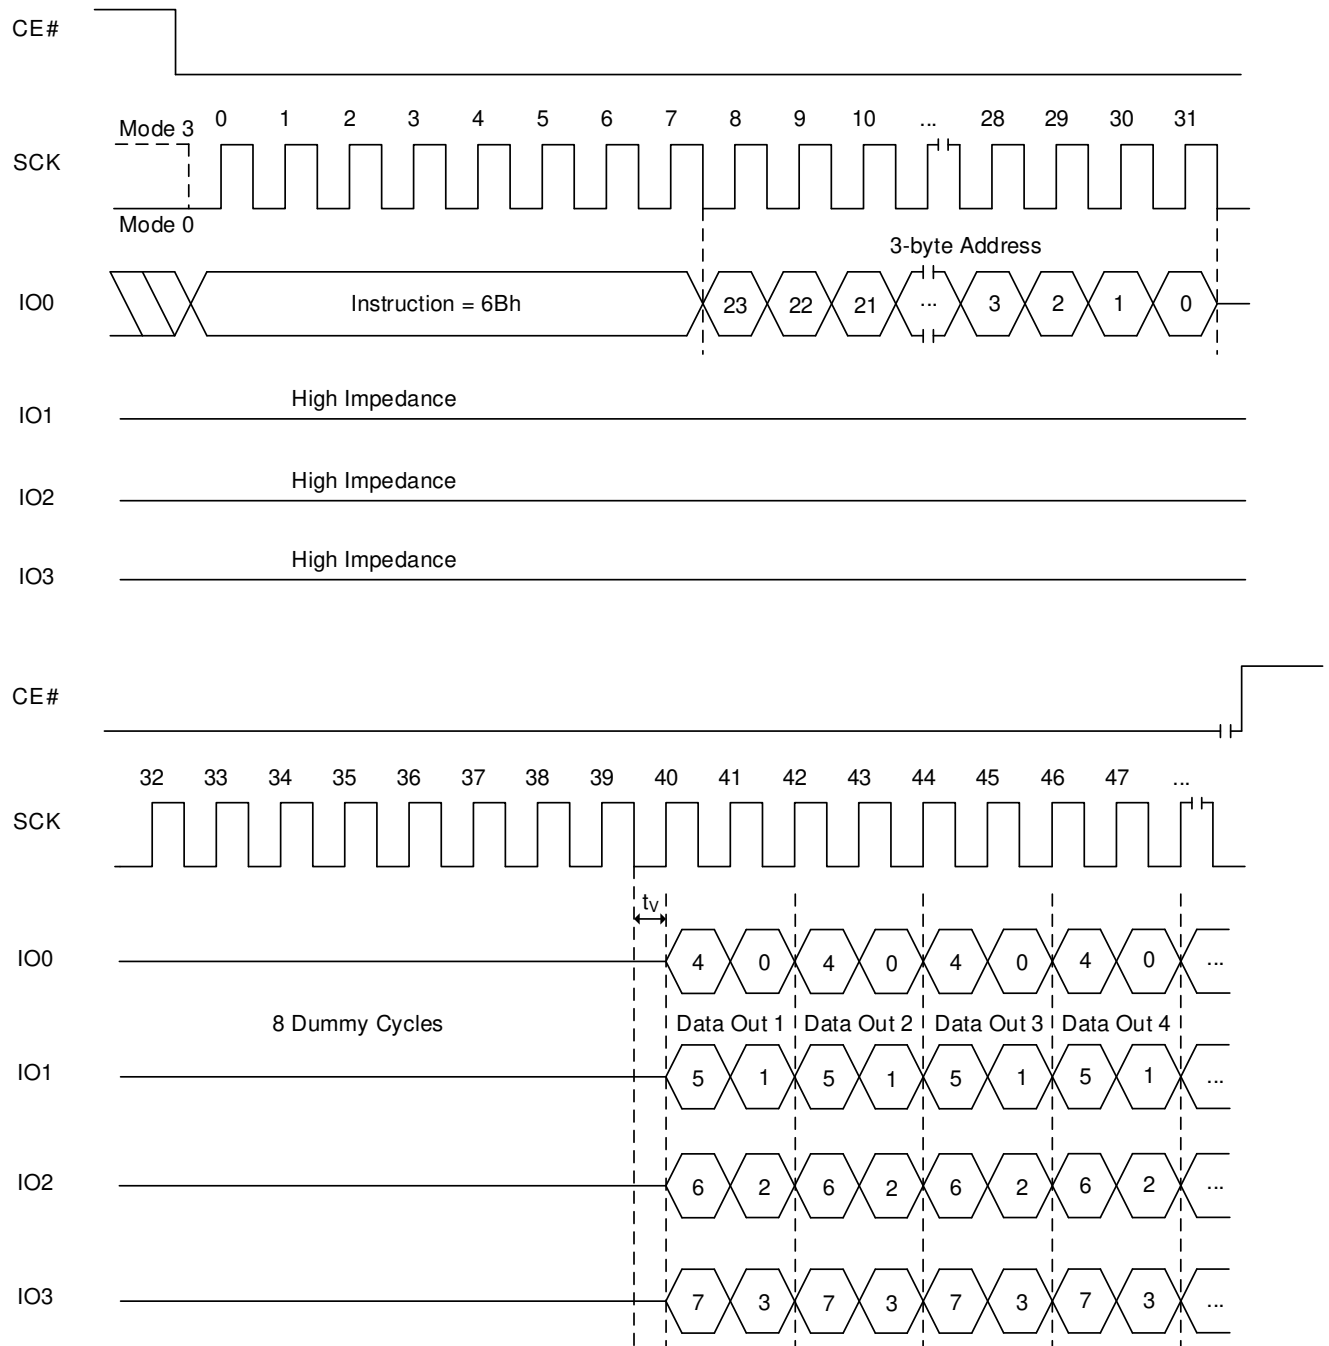 CE#
Mode 3 0 1 2 3 4 5 6 7 8 9 10 ... 28 29 30 31
SCK
Mode 0
3-byte Address
IO0 Instruction = 6Bh 23 22 21 ... 3 2 1 0
High Impedance
IO1
High Impedance
IO2
High Impedance
IO3
CE#
32 33 34 35 36 37 38 39 40 41 42 43 44 45 46 47 ...
SCK
tV
IO0 4 0 4 0 4 0 4 0 ...
8 Dummy Cycles Data Out 1 Data Out 2 Data Out 3 Data Out 4
IO1 5 1 5 1 5 1 5 1 ...
IO2 6 2 6 2 6 2 6 2 ...
IO3 7 3 7 3 7 3 7 3 ...